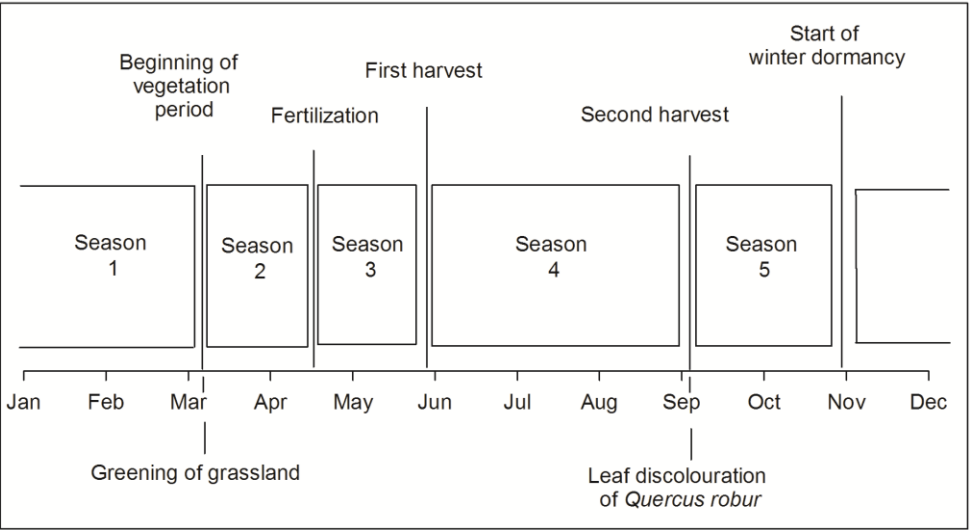 Start of
winter dormancy
Beginning of
vegetation
period
First harvest
Fertilization
Second harvest
Season
1
Season
2
Season
3
Season
4
Season
5
Jan Feb Mar Apr May Jun Jul Aug Sep Oct Nov Dec
Greening of grassland
Leaf discolouration
of Quercus robur